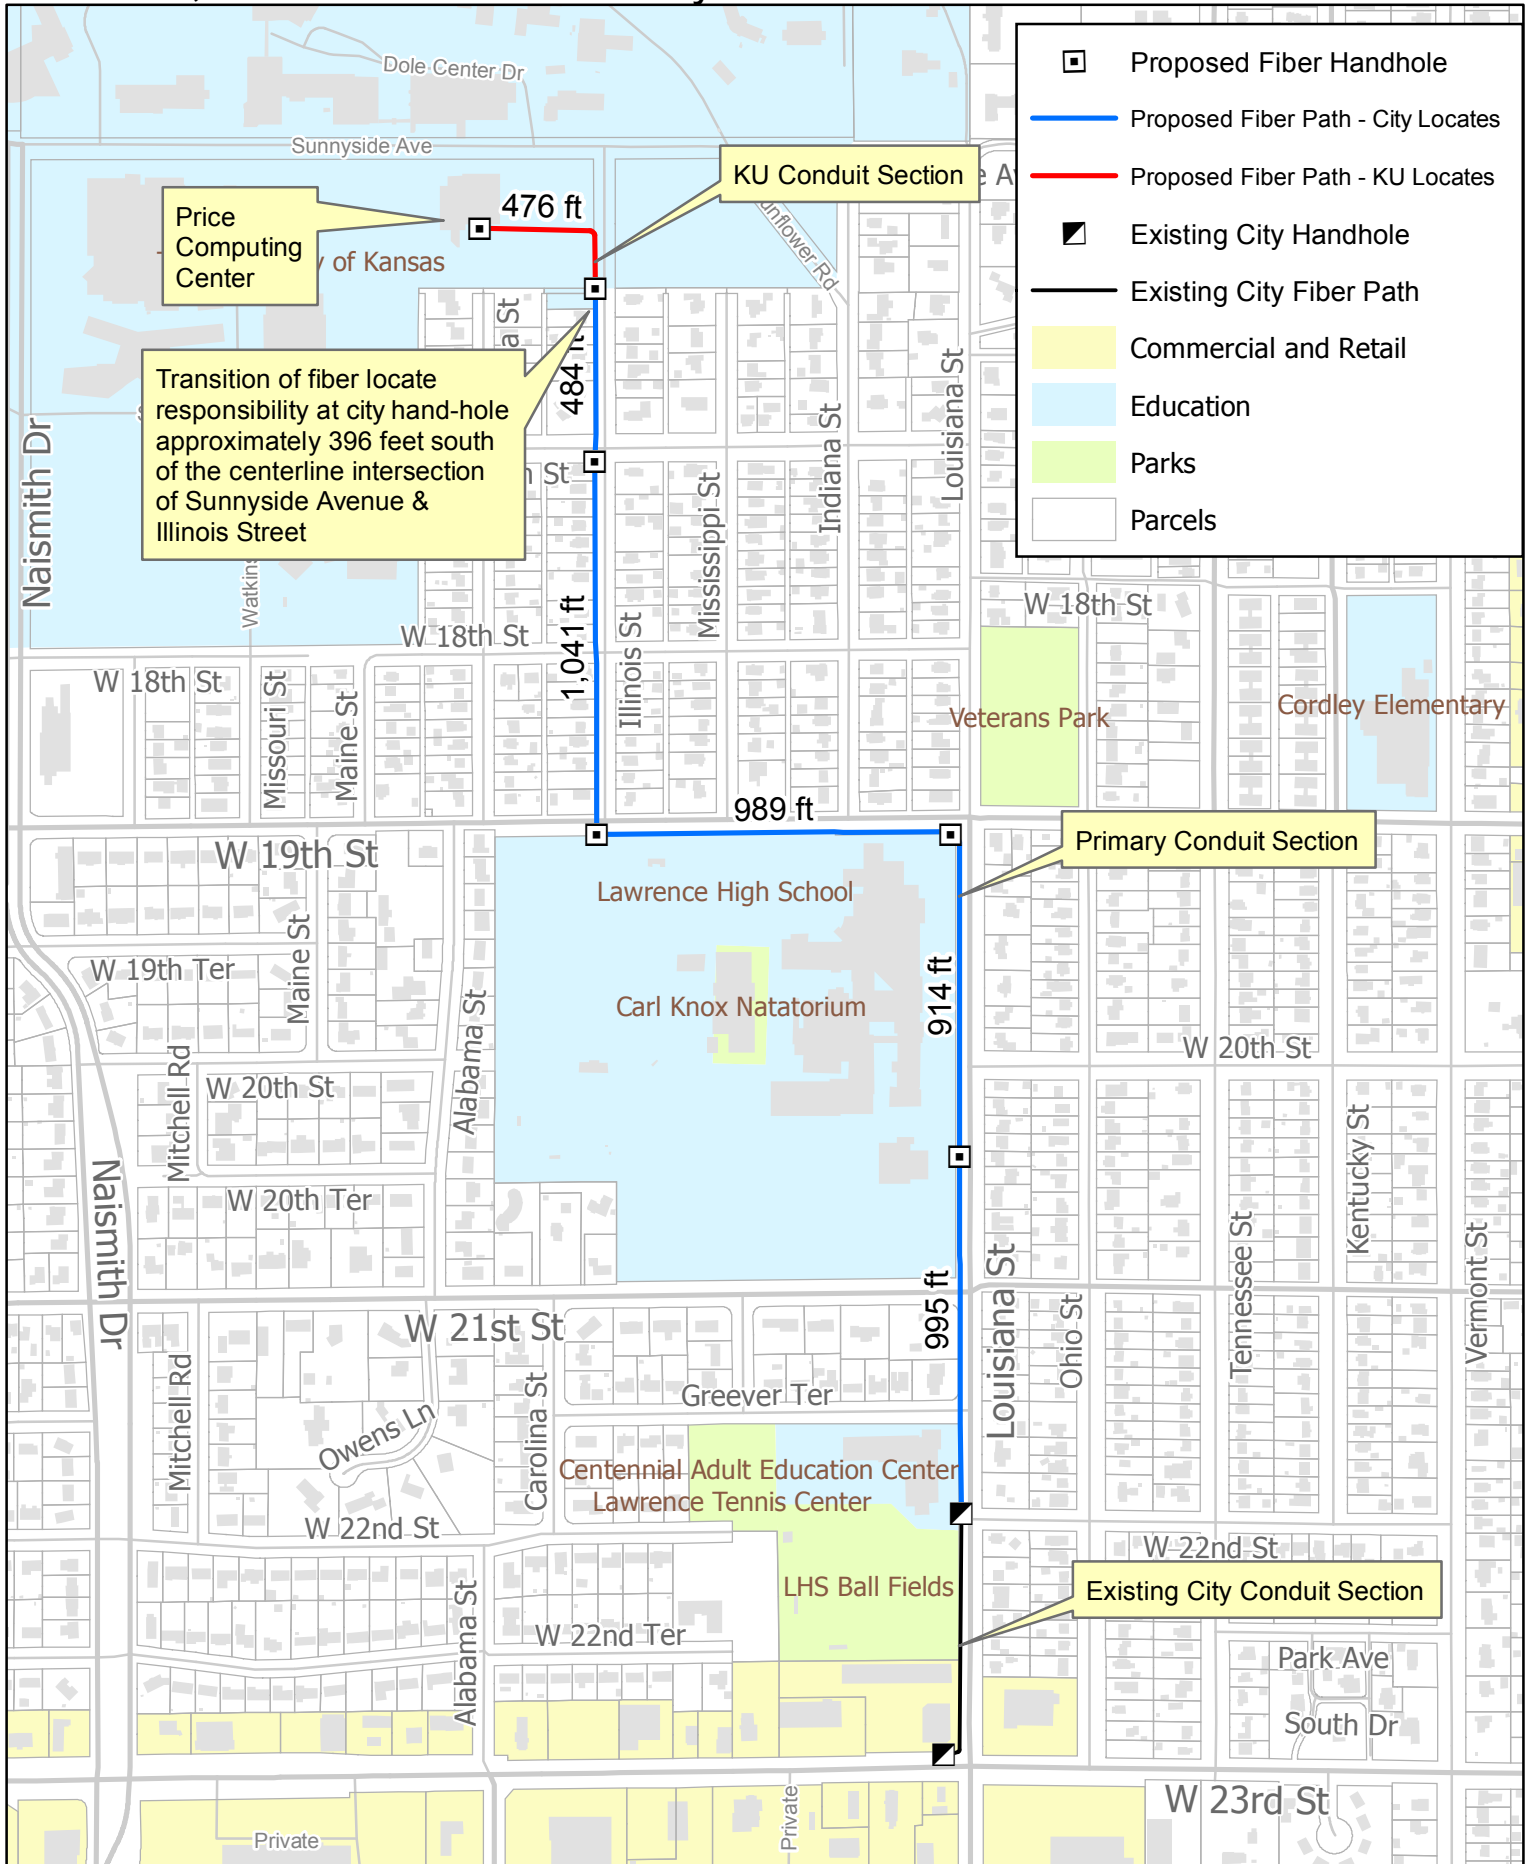 Dole Center Dr
Sunnyside Ave
Proposed Fiber Handhole
Proposed Fiber Path - City Locates
Proposed Fiber Path - KU Locates
Existing City Handhole
Existing City Fiber Path
Commercial and Retail
Education
Parks
Parcels
KU Conduit Section
Price
Computing
Center
476 ft
of Kansas
Transition of fiber locate
responsibility at city hand-hole
approximately 396 feet south
of the centerline intersection
of Sunnyside Avenue &
Illinois Street
484 ft
St
St
Louisiana St
Indiana St
Mississippi St
Naismith Dr
W 18th St
W 18th St
W 18th St
1,041 ft
Illinois St
Missouri St
Maine St
Veterans Park
Cordley Elementary
989 ft
Primary Conduit Section
W 19th St
Lawrence High School
Maine St
W 19th Ter
Carl Knox Natatorium
914 ft
Alabama St
W 20th St
W 20th St
Mitchell Rd
Kentucky St
Naismith Dr
W 20th Ter
Louisiana St
Tennessee St
Vermont St
995 ft
W 21st St
Ohio St
Mitchell Rd
Greever Ter
Owens Ln
Carolina St
Centennial Adult Education Center
Lawrence Tennis Center
W 22nd St
W 22nd St
LHS Ball Fields
Existing City Conduit Section
Alabama St
W 22nd Ter
Park Ave
South Dr
W 23rd St
Private
Private